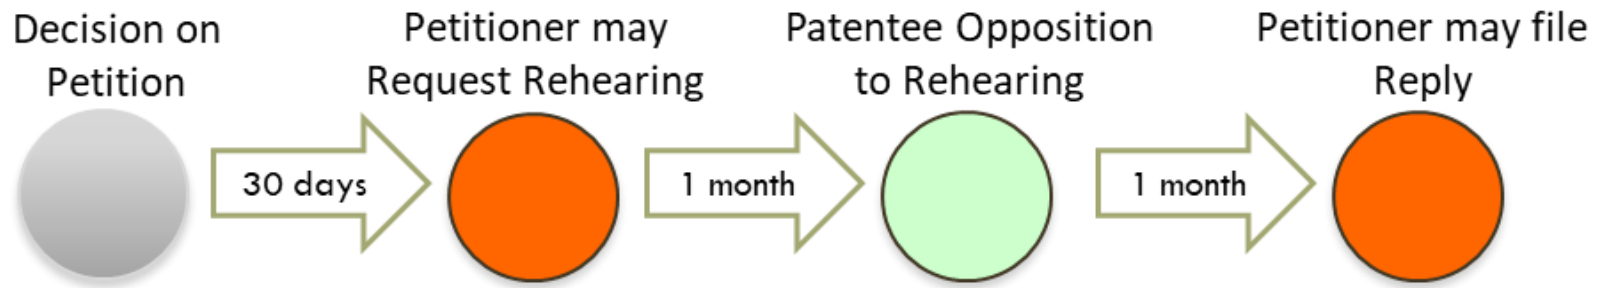 Decision on
Petition
Petitioner may
Request Rehearing
Patentee Opposition
to Rehearing
Petitioner may file
Reply
30 days
1 month
1 month